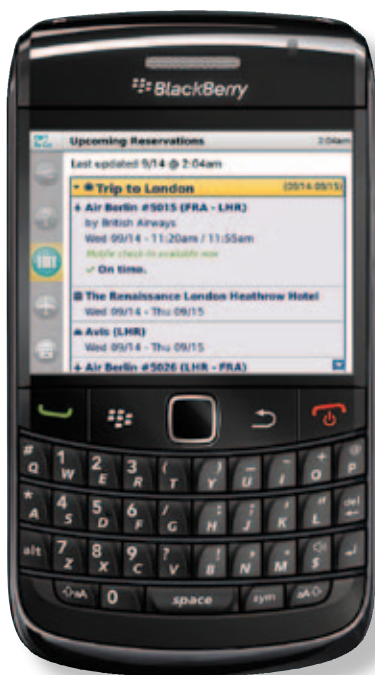 BlackBerry
Upcoming Reservations 2:04am
Last updated 9/14 @ 2:04am
Trip to London (09/14-09/15)
Air Berlin #5015 (FRA - LHR)
by British Airways
Wed 09/14 - 11:20am / 11:55am
Mobile check-in available now
✓ On time.
The Renaissance London Heathrow Hotel
Wed 09/14 - Thu 09/15
Avis (LHR)
Wed 09/14 - Thu 09/15
Air Berlin #5026 (LHR - FRA)
# Q 1 W 2 E 3 R ( T ) Y _ U - I + O @ P
* A 4 S 5 D 6 F / G : H ; J ' K " L del
alt 7 Z 8 X 9 C ? V ! B , N . M $
aA 0 space sym aA